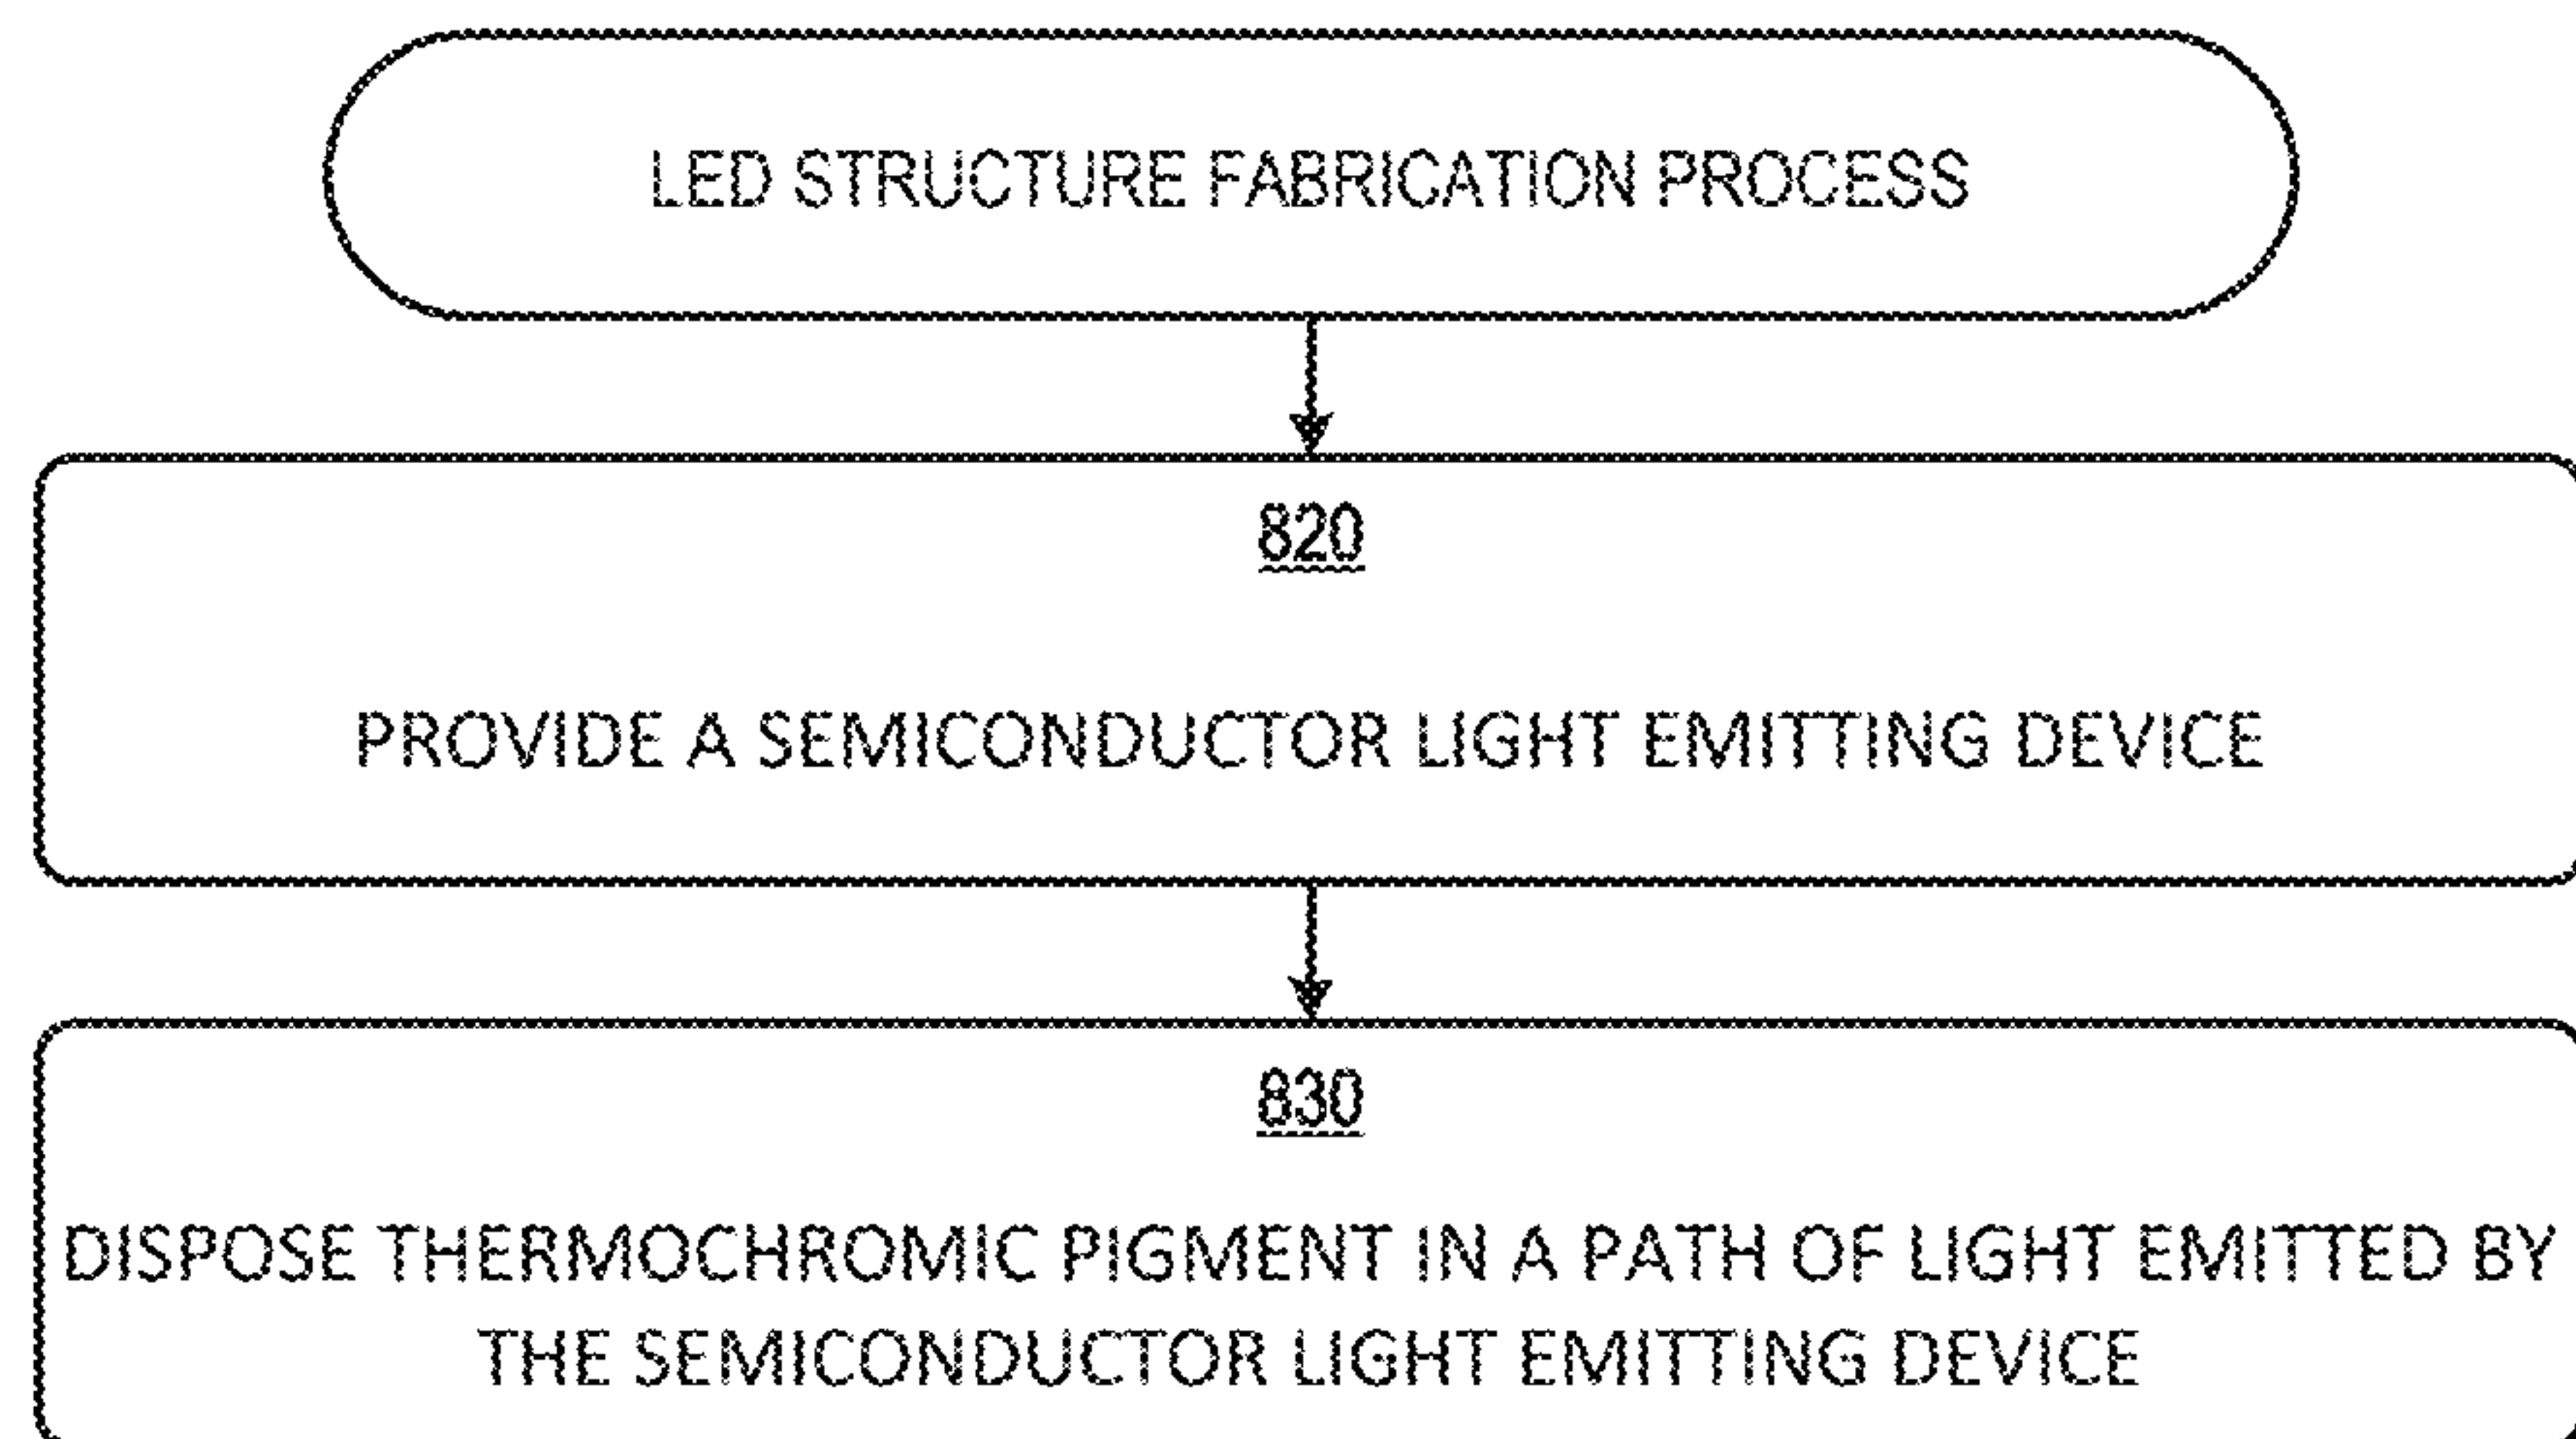 LED STRUCTURE FABRICATION PROCESS
820
PROVIDE A SEMICONDUCTOR LIGHT EMITTING DEVICE
830
DISPOSE THERMOCHROMIC PIGMENT IN A PATH OF LIGHT EMITTED BY
THE SEMICONDUCTOR LIGHT EMITTING DEVICE